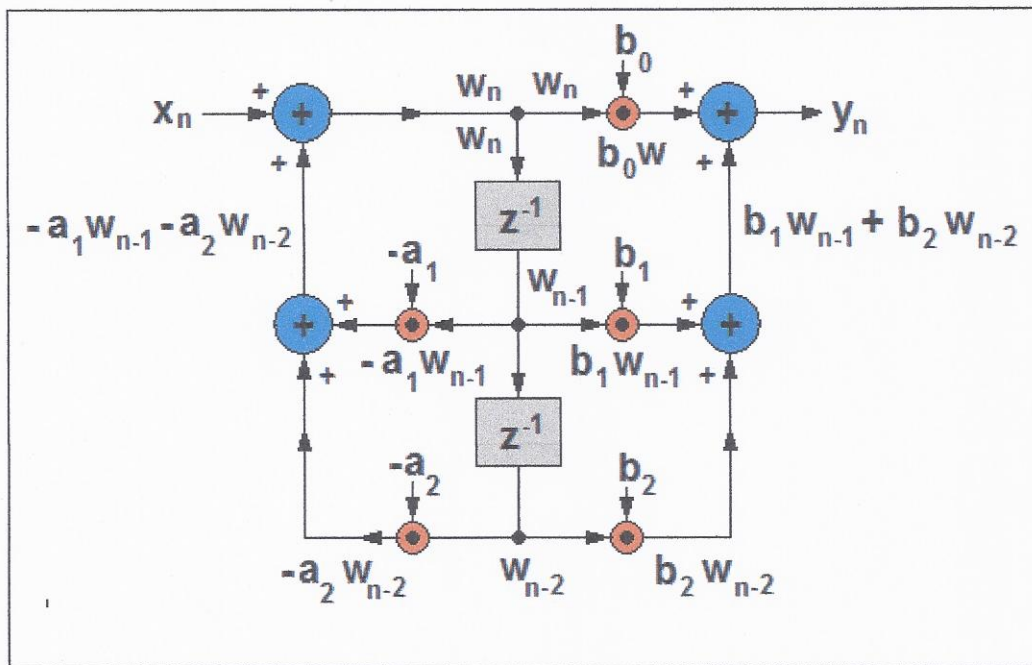 b₀
xₙ + + wₙ wₙ + + yₙ
+ wₙ b₀w +
-a₁wₙ₋₁-a₂wₙ₋₂ z⁻¹ b₁wₙ₋₁+ b₂wₙ₋₂
-a₁ wₙ₋₁ b₁
+ + + +
+ -a₁wₙ₋₁ b₁wₙ₋₁ +
z⁻¹
-a₂ b₂
-a₂wₙ₋₂ wₙ₋₂ b₂wₙ₋₂